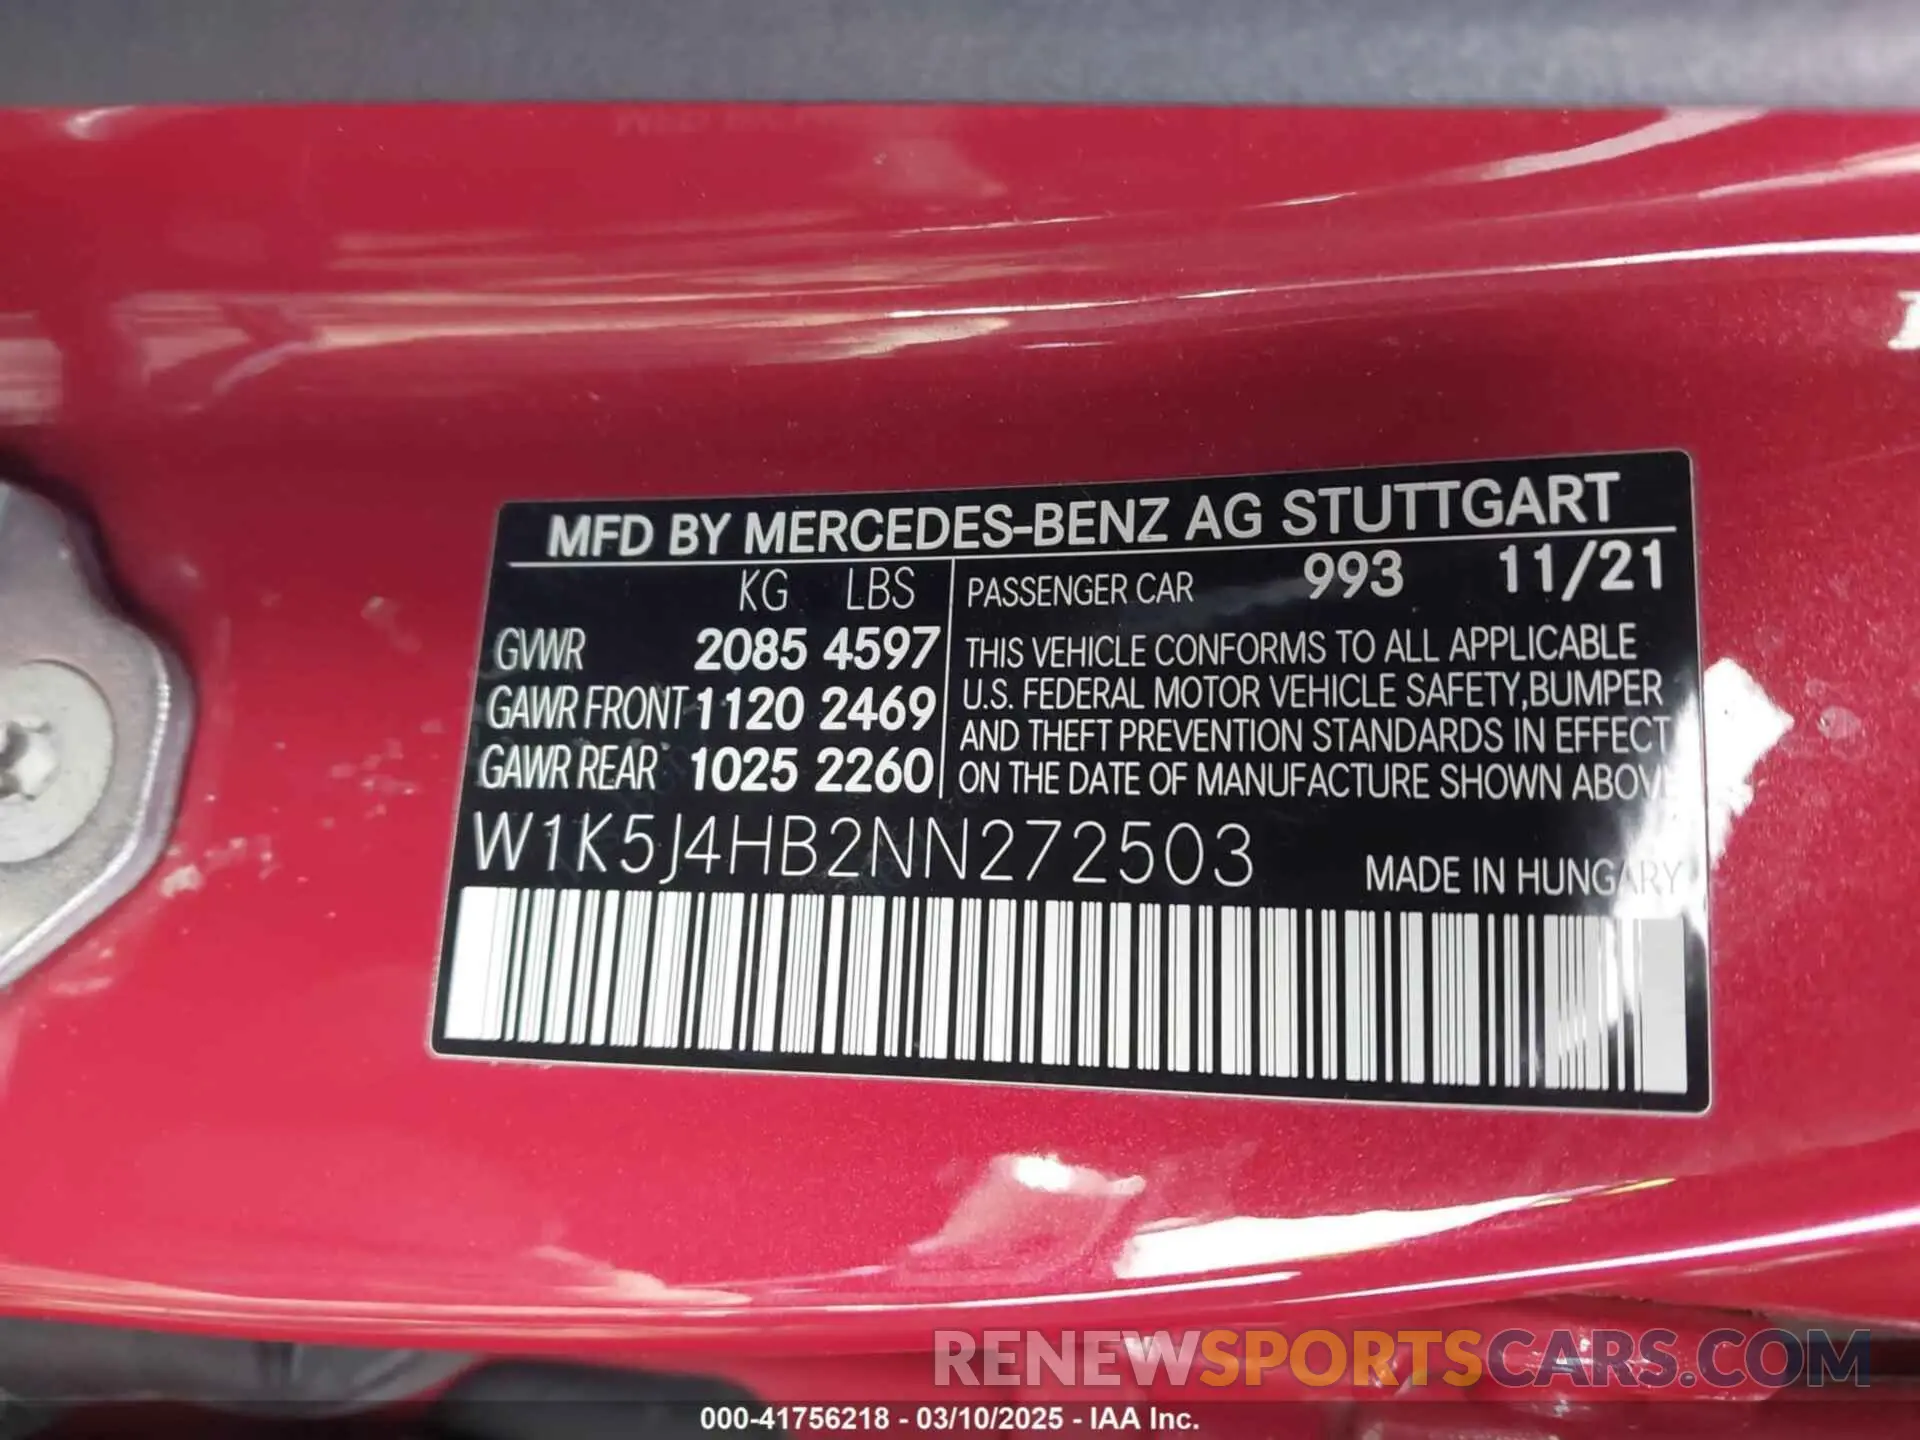 MFD BY MERCEDES-BENZ AG STUTTGART
KG LBS
GVWR 2085 4597
GAWR FRONT 1120 2469
GAWR REAR 1025 2260
PASSENGER CAR 993 11/21
THIS VEHICLE CONFORMS TO ALL APPLICABLE
U.S. FEDERAL MOTOR VEHICLE SAFETY,BUMPER
AND THEFT PREVENTION STANDARDS IN EFFECT
ON THE DATE OF MANUFACTURE SHOWN ABOVE
W1K5J4HB2NN272503
MADE IN HUNGARY
RENEWSPORTSCARS.COM
000-41756218 - 03/10/2025 - IAA Inc.